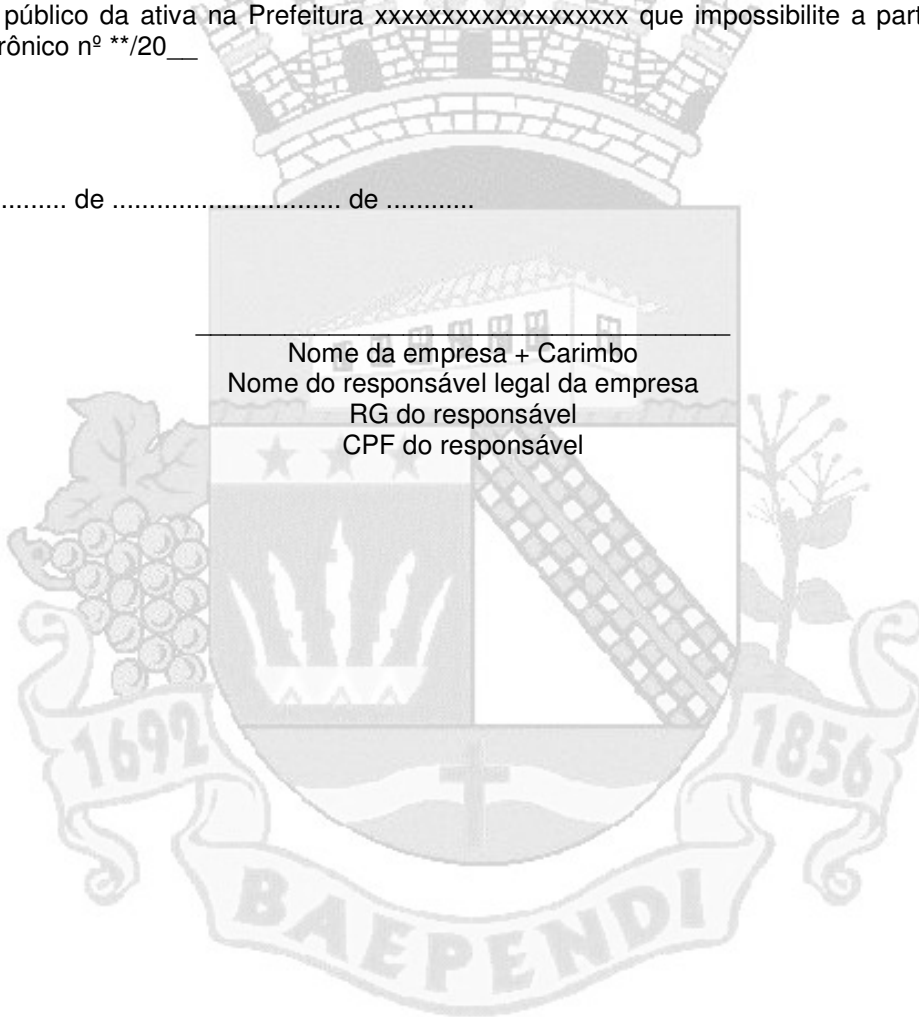 público da ativa na Prefeitura xxxxxxxxxxxxxxxxxxx que impossibilite a part
rônico nº **/20__
......... de ............................... de ............
_______________________________________
Nome da empresa + Carimbo
Nome do responsável legal da empresa
RG do responsável
CPF do responsável
1692
1856
BAEPENDI